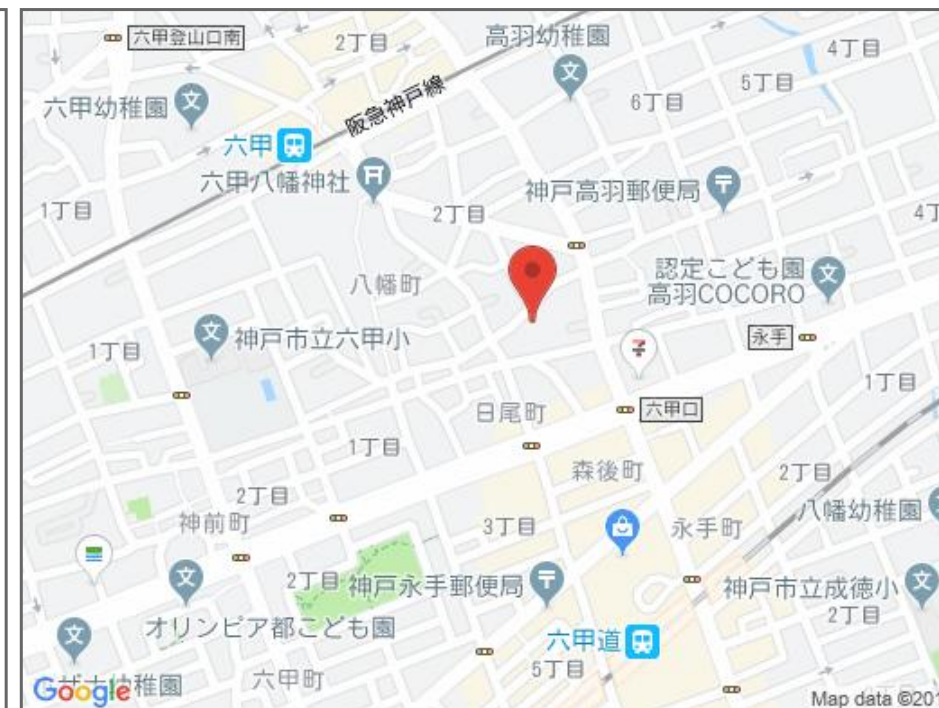 六甲登山口南
2丁目
高羽幼稚園
4丁目
5丁目
六甲幼稚園
6丁目
阪急神戸線
六甲
六甲八幡神社
神戸高羽郵便局
1丁目
2丁目
八幡町
認定こども園
高羽COCORO
神戸市立六甲小
永手
1丁目
1丁目
日尾町
六甲口
1丁目
森後町
2丁目
2丁目
神前町
3丁目
永手町
八幡幼稚園
2丁目
神戸永手郵便局
神戸市立成徳小
2丁目
オリンピア都こども園
六甲道
5丁目
六甲町
Google
幼稚園
Map data ©201